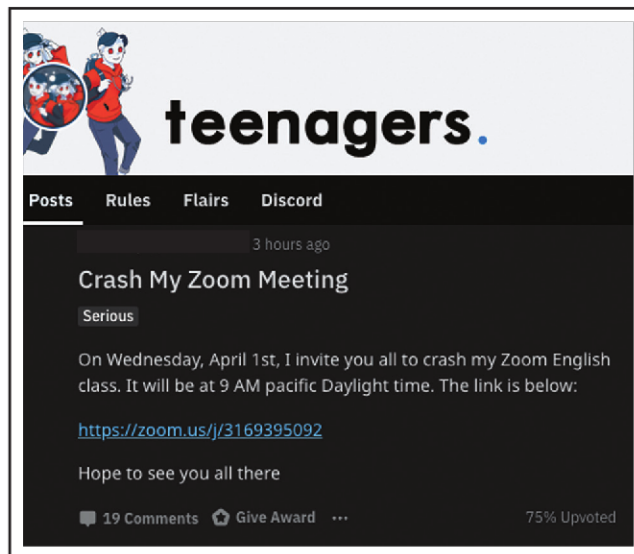 teenagers.
Posts Rules Flairs Discord
3 hours ago
Crash My Zoom Meeting
Serious
On Wednesday, April 1st, I invite you all to crash my Zoom English
class. It will be at 9 AM pacific Daylight time. The link is below:
https://zoom.us/j/3169395092
Hope to see you all there
19 Comments Give Award ••• 75% Upvoted